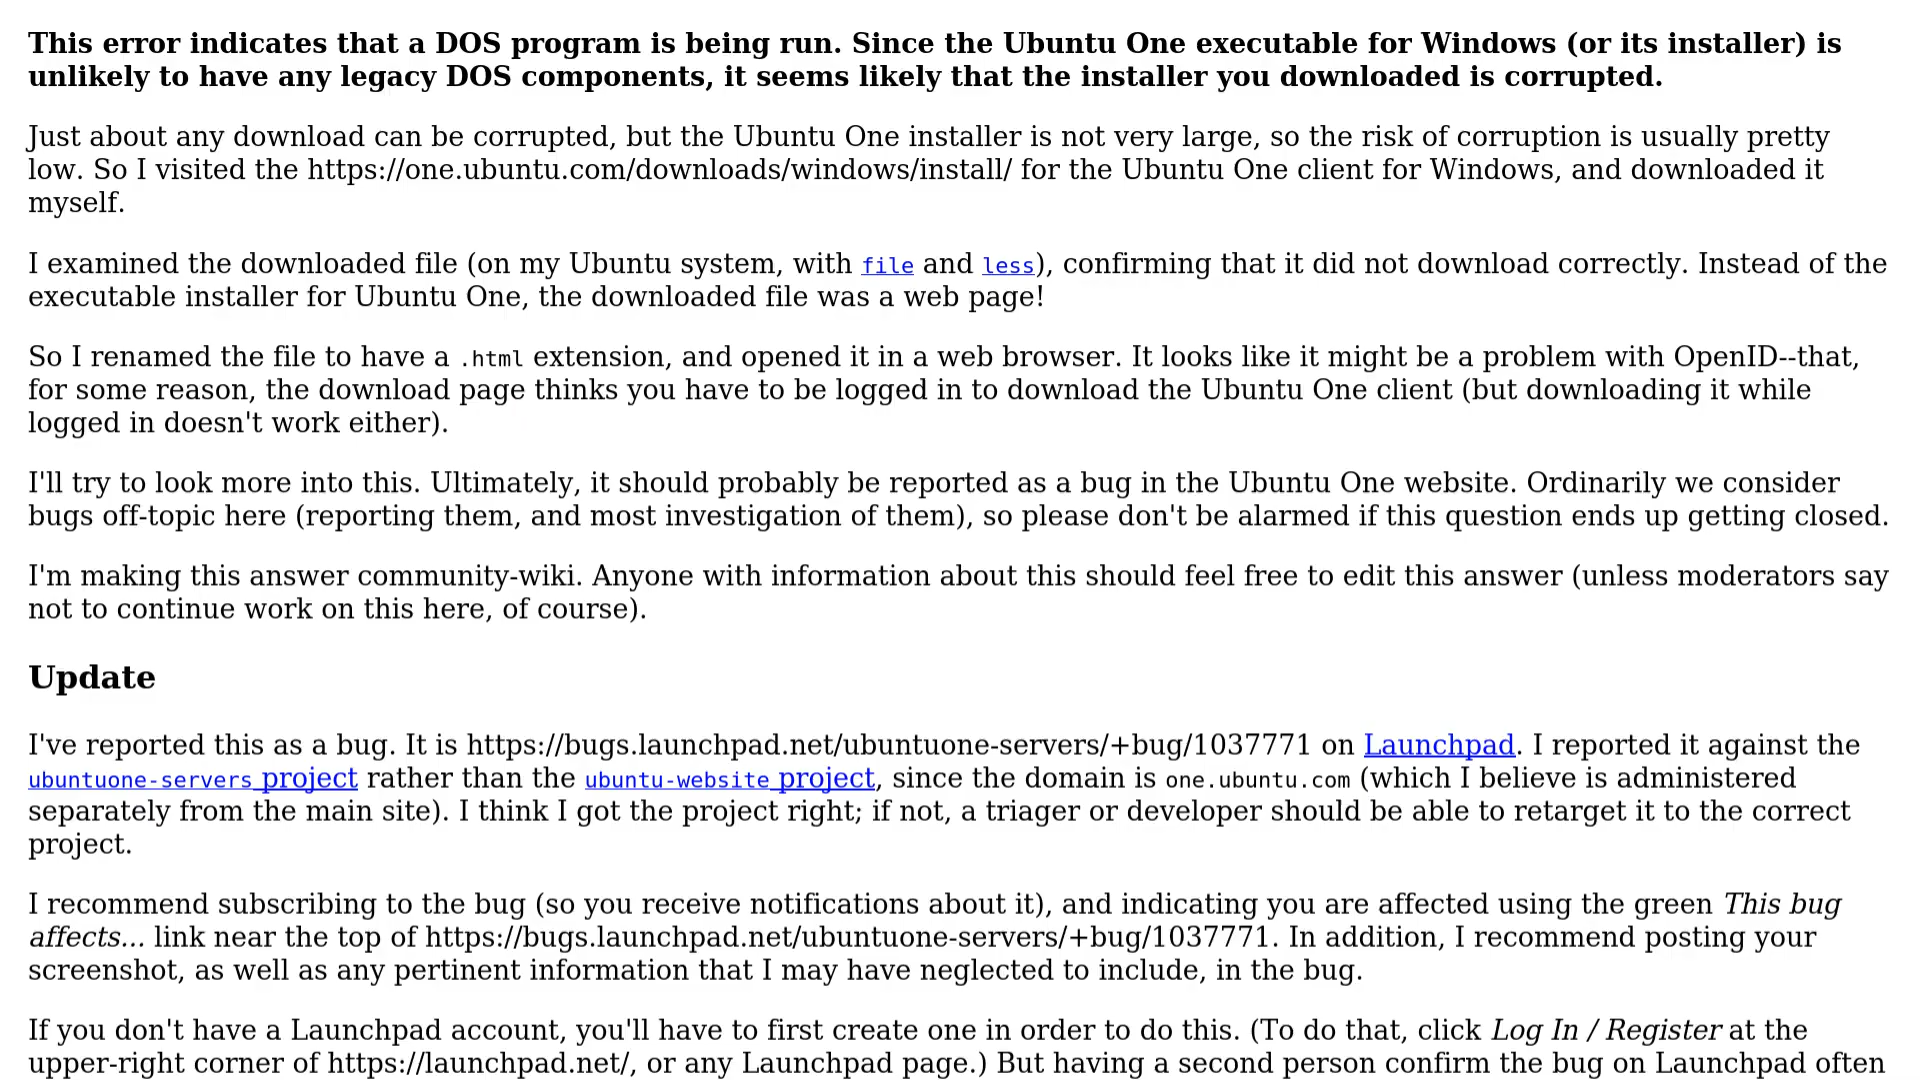 This error indicates that a DOS program is being run. Since the Ubuntu One executable for Windows (or its installer) is
unlikely to have any legacy DOS components, it seems likely that the installer you downloaded is corrupted.
Just about any download can be corrupted, but the Ubuntu One installer is not very large, so the risk of corruption is usually pretty
low. So I visited the https://one.ubuntu.com/downloads/windows/install/ for the Ubuntu One client for Windows, and downloaded it
myself.
I examined the downloaded file (on my Ubuntu system, with file and less), confirming that it did not download correctly. Instead of the
executable installer for Ubuntu One, the downloaded file was a web page!
So I renamed the file to have a .html extension, and opened it in a web browser. It looks like it might be a problem with OpenID--that,
for some reason, the download page thinks you have to be logged in to download the Ubuntu One client (but downloading it while
logged in doesn't work either).
I'll try to look more into this. Ultimately, it should probably be reported as a bug in the Ubuntu One website. Ordinarily we consider
bugs off-topic here (reporting them, and most investigation of them), so please don't be alarmed if this question ends up getting closed.
I'm making this answer community-wiki. Anyone with information about this should feel free to edit this answer (unless moderators say
not to continue work on this here, of course).
Update
I've reported this as a bug. It is https://bugs.launchpad.net/ubuntuone-servers/+bug/1037771 on Launchpad. I reported it against the
ubuntuone-servers project rather than the ubuntu-website project, since the domain is one.ubuntu.com (which I believe is administered
separately from the main site). I think I got the project right; if not, a triager or developer should be able to retarget it to the correct
project.
I recommend subscribing to the bug (so you receive notifications about it), and indicating you are affected using the green This bug
affects... link near the top of https://bugs.launchpad.net/ubuntuone-servers/+bug/1037771. In addition, I recommend posting your
screenshot, as well as any pertinent information that I may have neglected to include, in the bug.
If you don't have a Launchpad account, you'll have to first create one in order to do this. (To do that, click Log In / Register at the
upper-right corner of https://launchpad.net/, or any Launchpad page.) But having a second person confirm the bug on Launchpad often